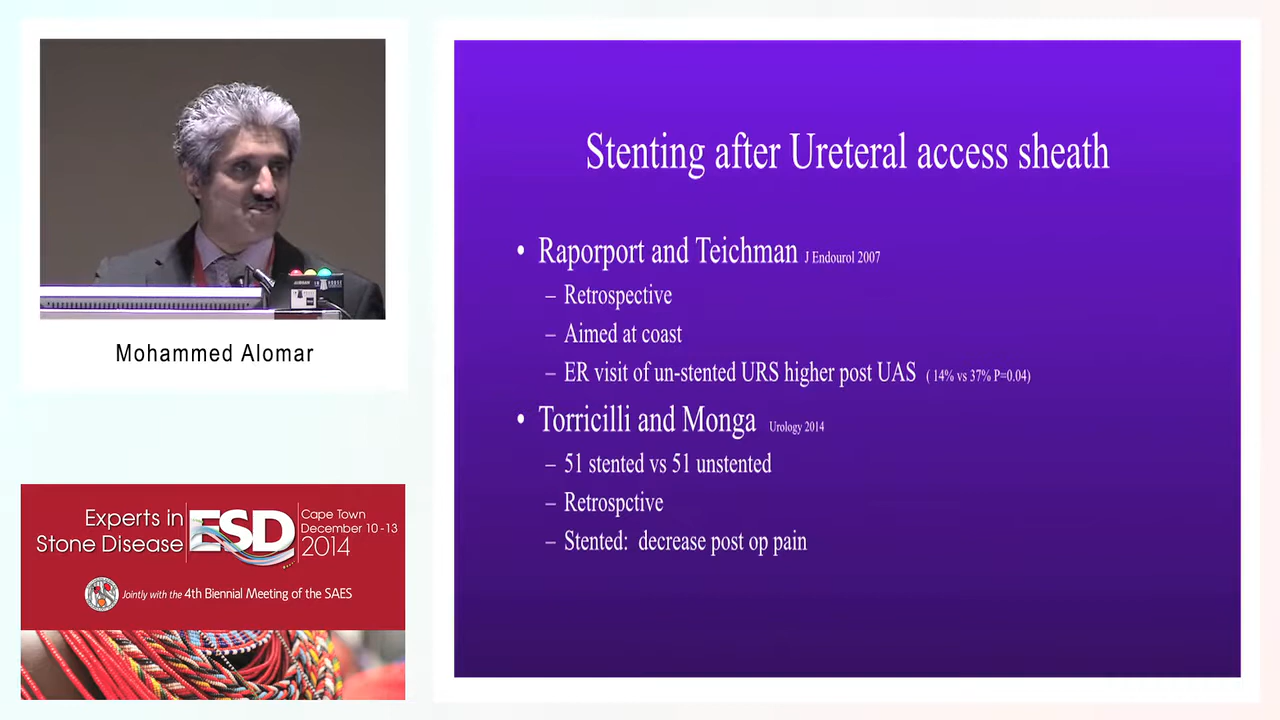 Mohammed Alomar
Experts in
Stone Disease
ESD
Cape Town
December 10-13
2014
Jointly with the 4th Biennial Meeting of the SAES
Stenting after Ureteral access sheath
• Raporport and Teichman J Endourol 2007
– Retrospective
– Aimed at coast
– ER visit of un-stented URS higher post UAS ( 14% vs 37% P=0.04)
• Torricilli and Monga Urology 2014
– 51 stented vs 51 unstented
– Retrospctive
– Stented: decrease post op pain